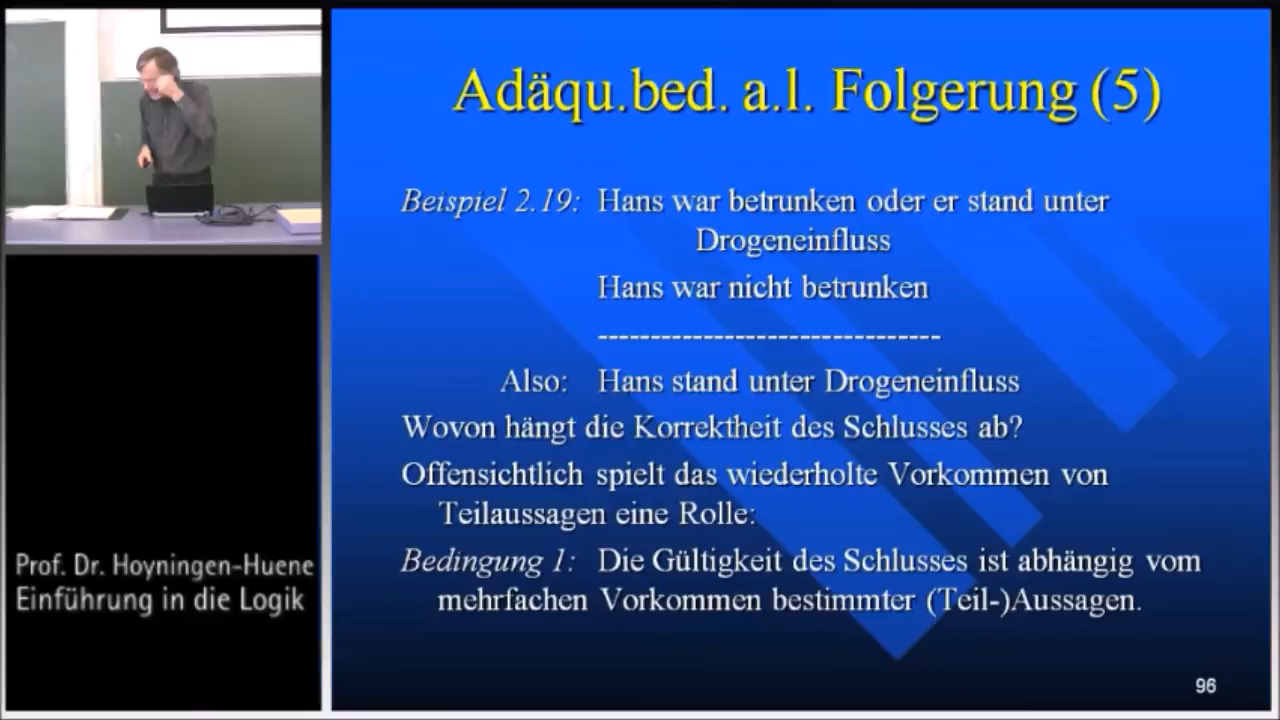 Adäqu.bed. a.l. Folgerung (5)
Beispiel 2.19: Hans war betrunken oder er stand unter
Drogeneinfluss
Hans war nicht betrunken
------------------------------
Also: Hans stand unter Drogeneinfluss
Wovon hängt die Korrektheit des Schlusses ab?
Offensichtlich spielt das wiederholte Vorkommen von
Teilaussagen eine Rolle:
Bedingung 1: Die Gültigkeit des Schlusses ist abhängig vom
mehrfachen Vorkommen bestimmter (Teil-)Aussagen.
96
Prof. Dr. Hoyningen-Huene
Einführung in die Logik